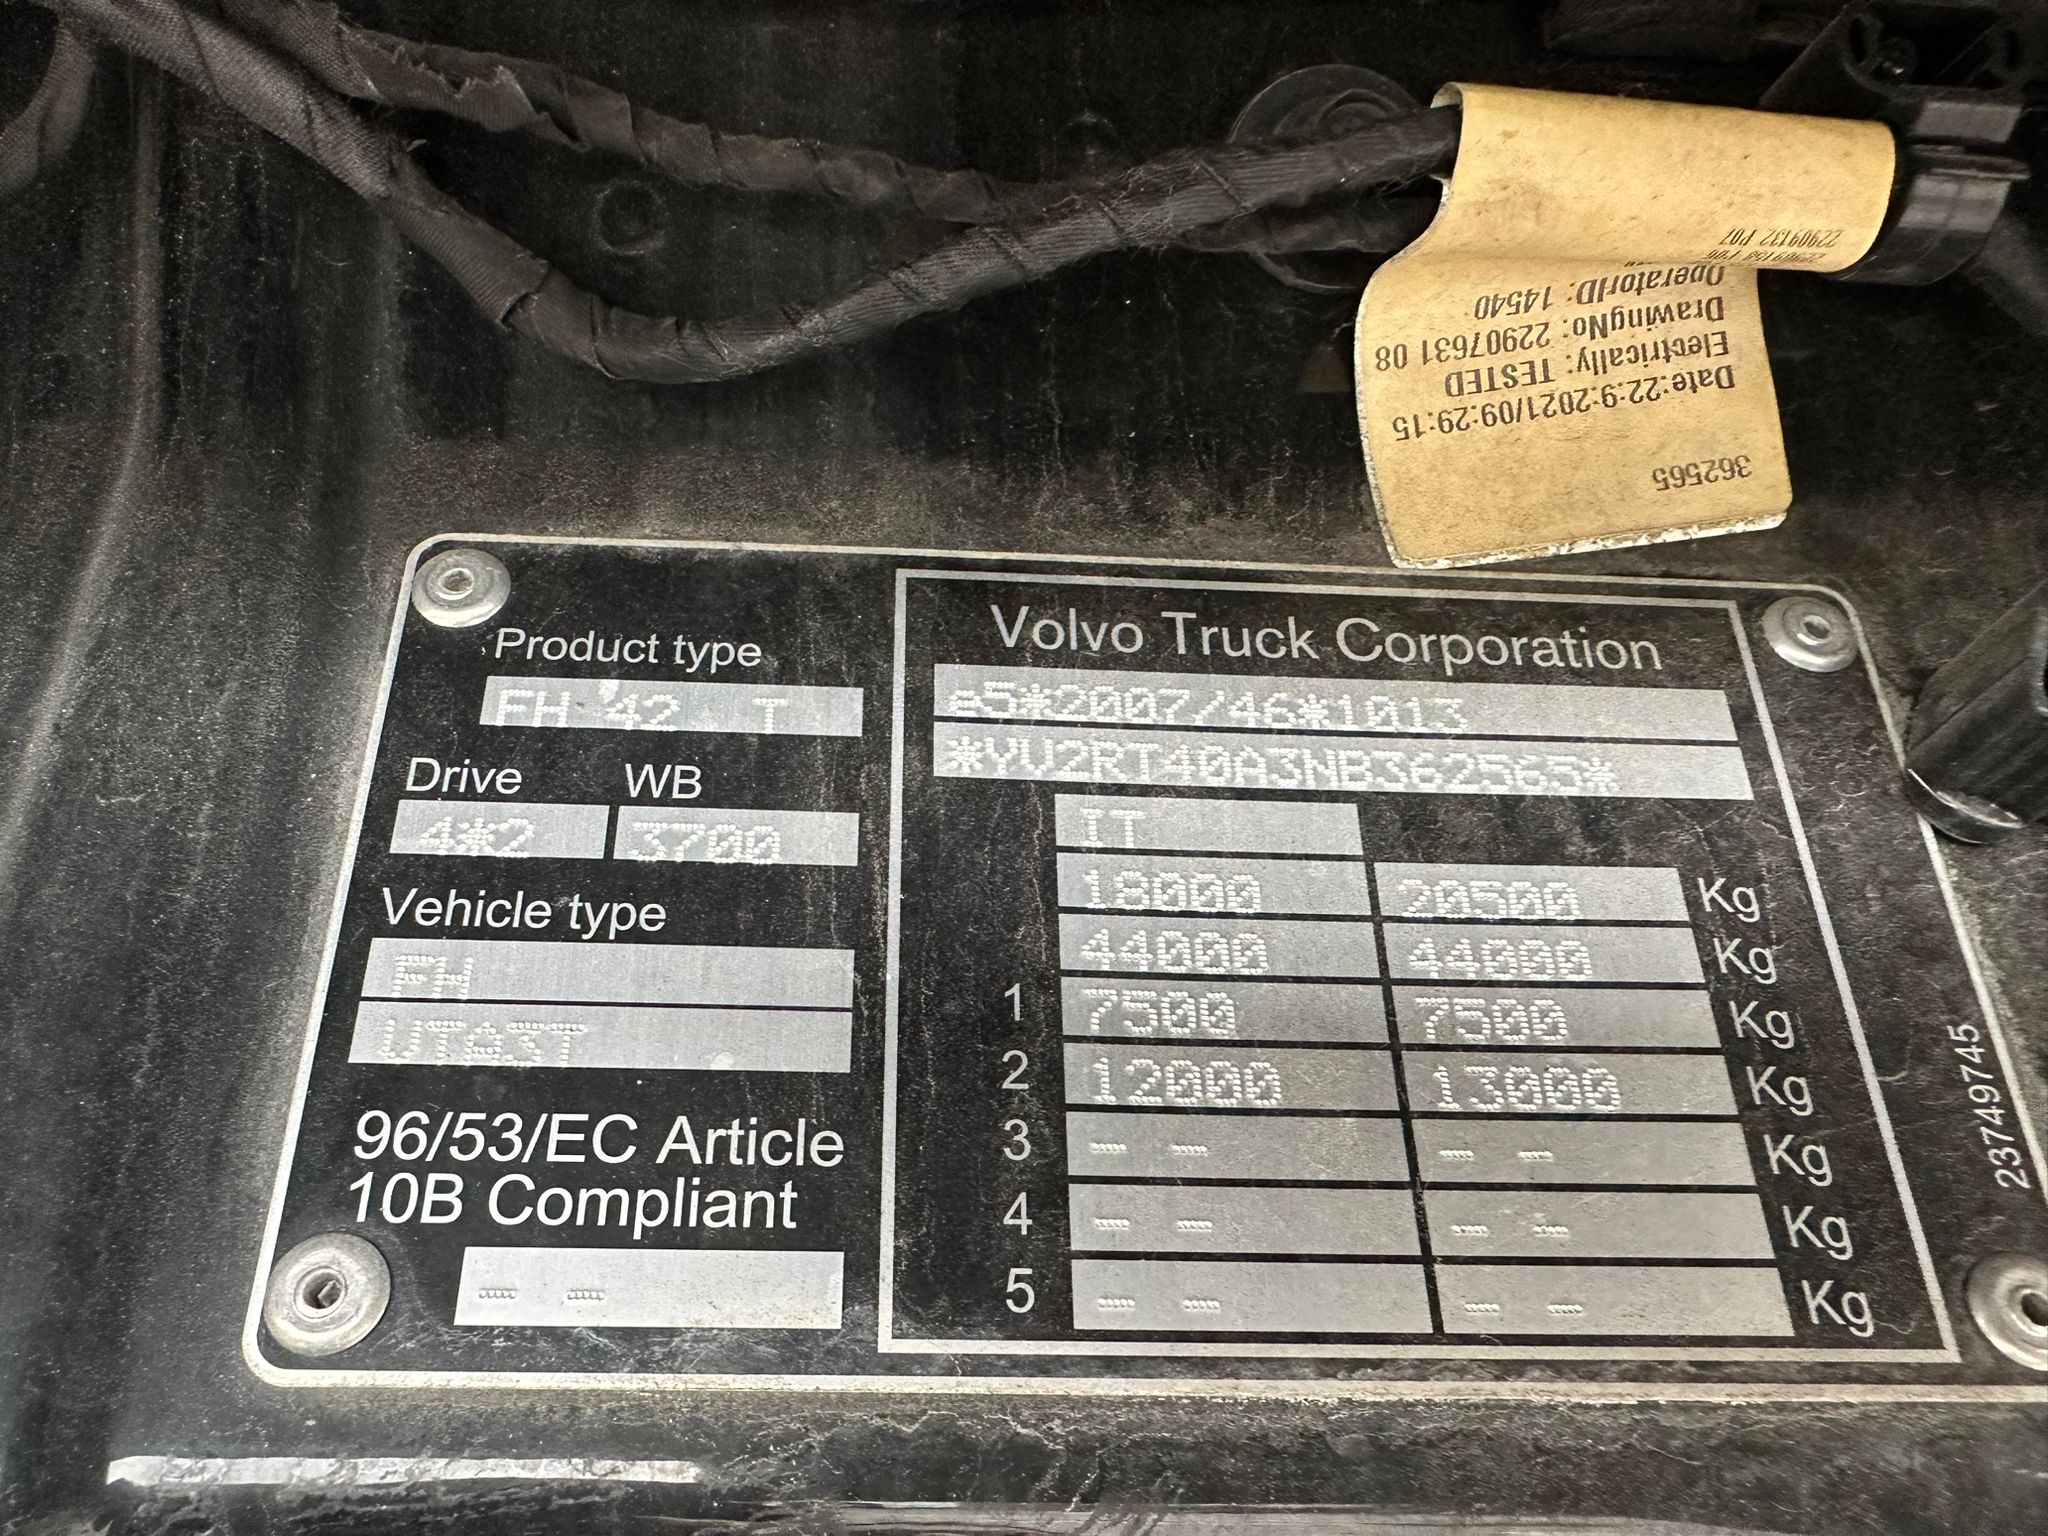 22909132 P07
OperatorID: 14540
DrawingNo: 22907631 08
Electrically: TESTED
Date:22:9:2021/09:29:15
362565
Product type
FH 42 T
Drive WB
4*2 3700
Vehicle type
FH
VTA3T
96/53/EC Article
10B Compliant
-- --
Volvo Truck Corporation
e5*2007/46*1013
*YV2RT40A3NB362565*
IT
18000 20500 Kg
44000 44000 Kg
1 7500 7500 Kg
2 12000 13000 Kg
3 -- -- -- -- Kg
4 -- -- -- -- Kg
5 -- -- -- -- Kg
23749745